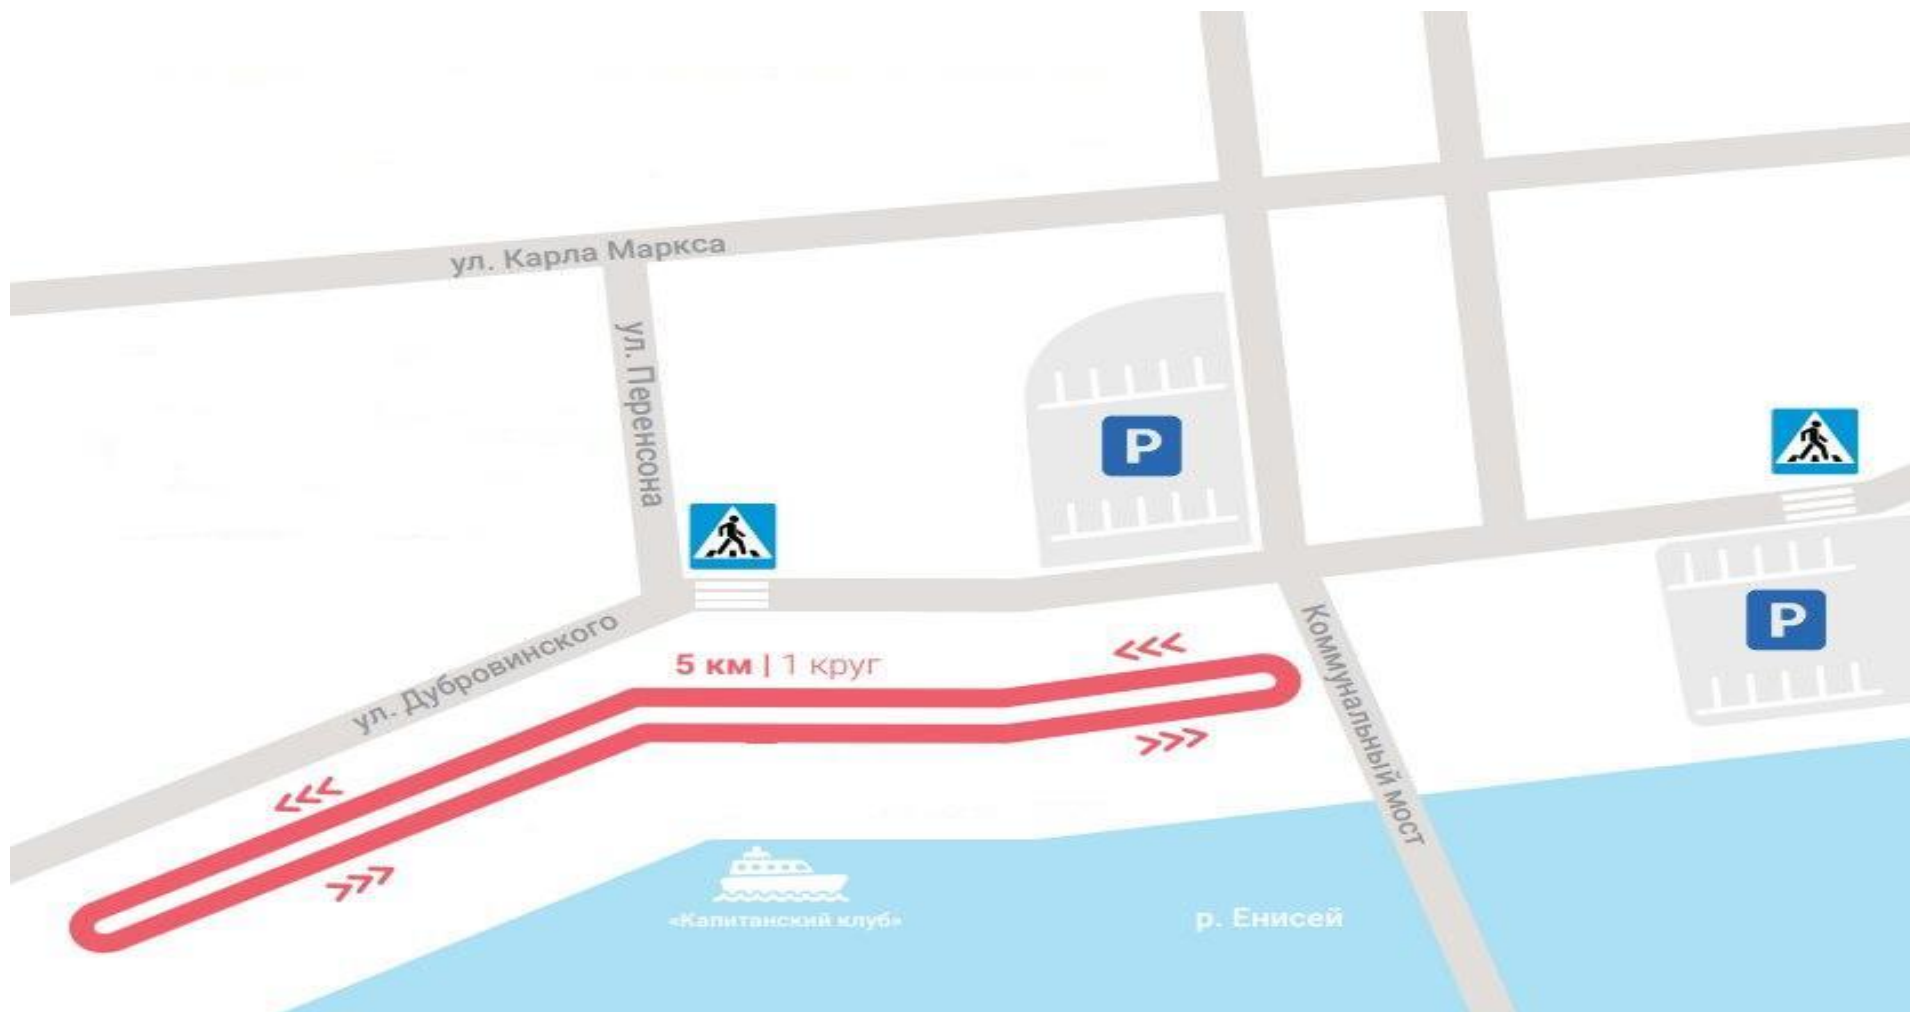 ул. Карла Маркса
ул. Перенсона
P
P
ул. Дубровинского
5 км | 1 круг
Коммунальный мост
«Капитанский клуб»
р. Енисей